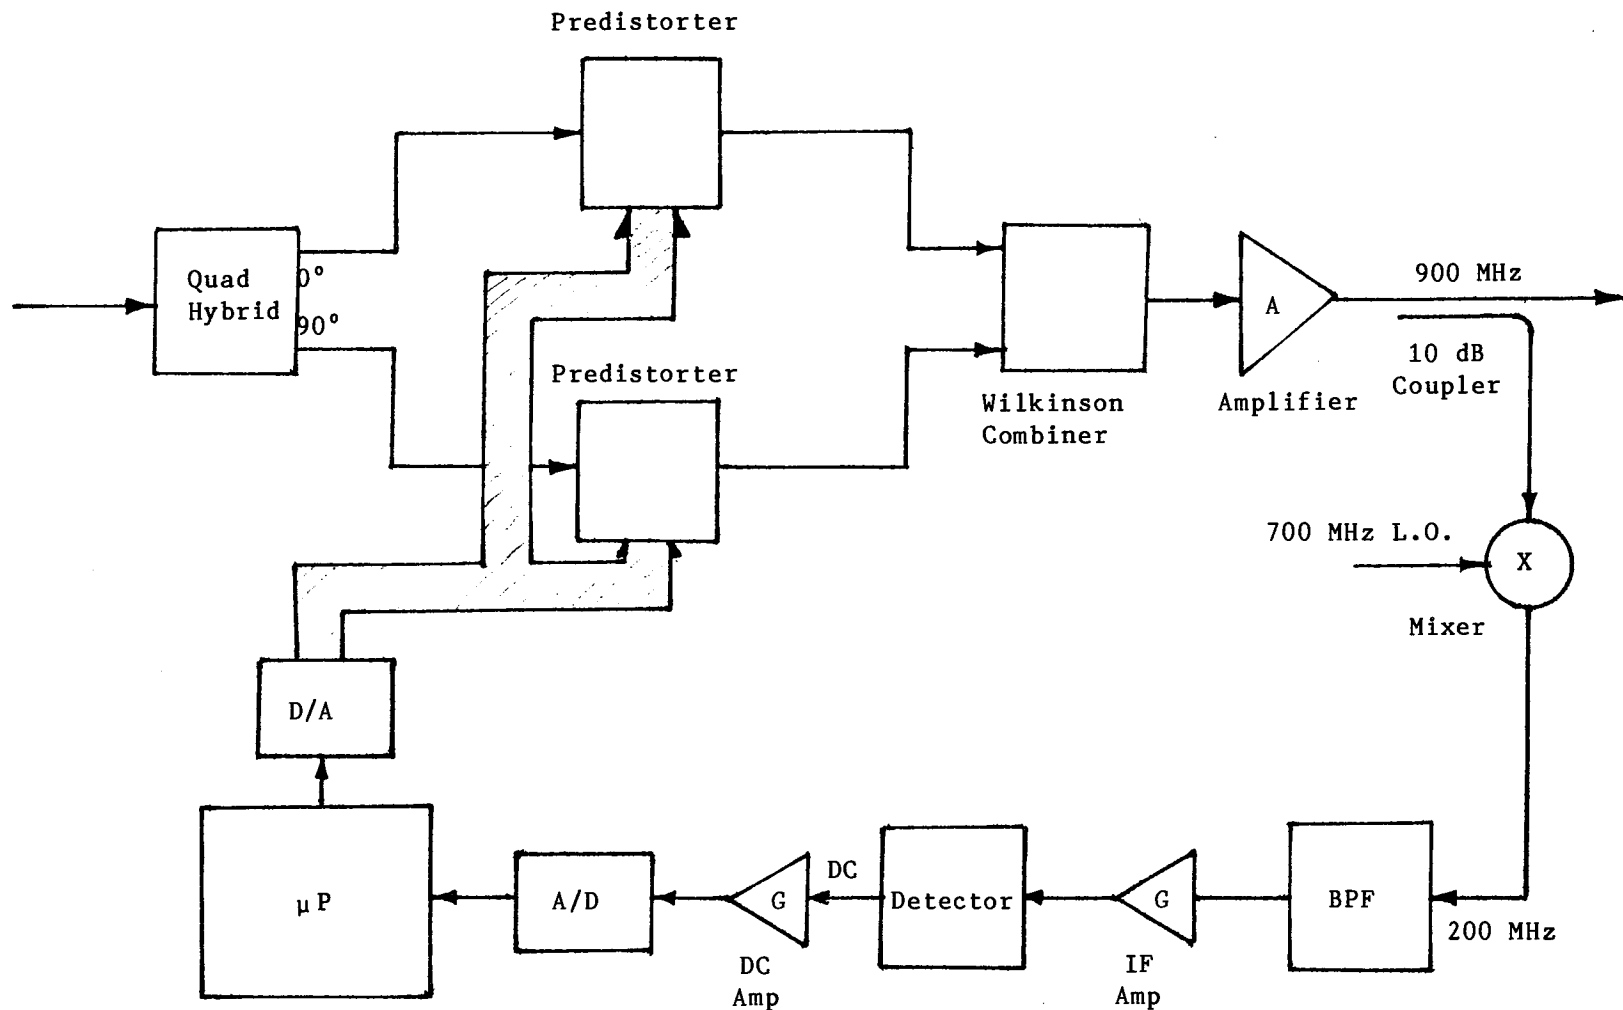 Predistorter
Quad
Hybrid
0°
90°
Predistorter
Wilkinson
Combiner
A
Amplifier
900 MHz
10 dB
Coupler
700 MHz L.O.
X
Mixer
D/A
μP
A/D
G
DC
Amp
DC
Detector
G
IF
Amp
BPF
200 MHz